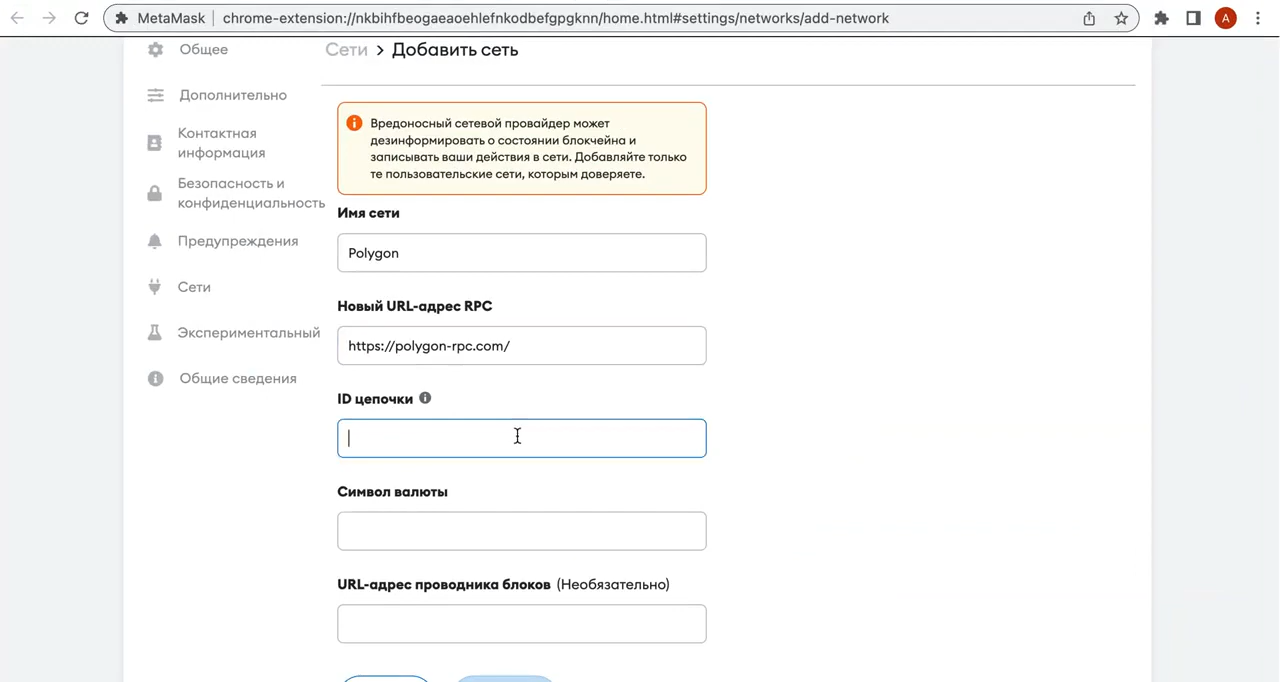 MetaMask chrome-extension://nkbihfbeogaeaoehlefnkodbefgpgknn/home.html#settings/networks/add-network
A
Общее
Дополнительно
Контактная
информация
Безопасность и
конфиденциальность
Предупреждения
Сети
Экспериментальный
Общие сведения
Сети > Добавить сеть
Вредоносный сетевой провайдер может
дезинформировать о состоянии блокчейна и
записывать ваши действия в сети. Добавляйте только
те пользовательские сети, которым доверяете.
Имя сети
Polygon
Новый URL-адрес RPC
https://polygon-rpc.com/
ID цепочки
Символ валюты
URL-адрес проводника блоков (Необязательно)